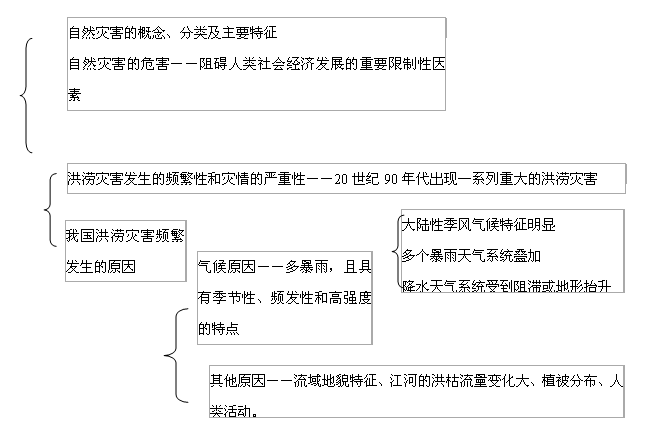 自然灾害的概念、分类及主要特征
自然灾害的危害——阻碍人类社会经济发展的重要限制性因
素
洪涝灾害发生的频繁性和灾情的严重性——20世纪90年代出现一系列重大的洪涝灾害
我国洪涝灾害频繁
发生的原因
气候原因——多暴雨，且具
有季节性、频发性和高强度
的特点
大陆性季风气候特征明显
多个暴雨天气系统叠加
降水天气系统受到阻滞或地形抬升
其他原因——流域地貌特征、江河的洪枯流量变化大、植被分布、人
类活动。